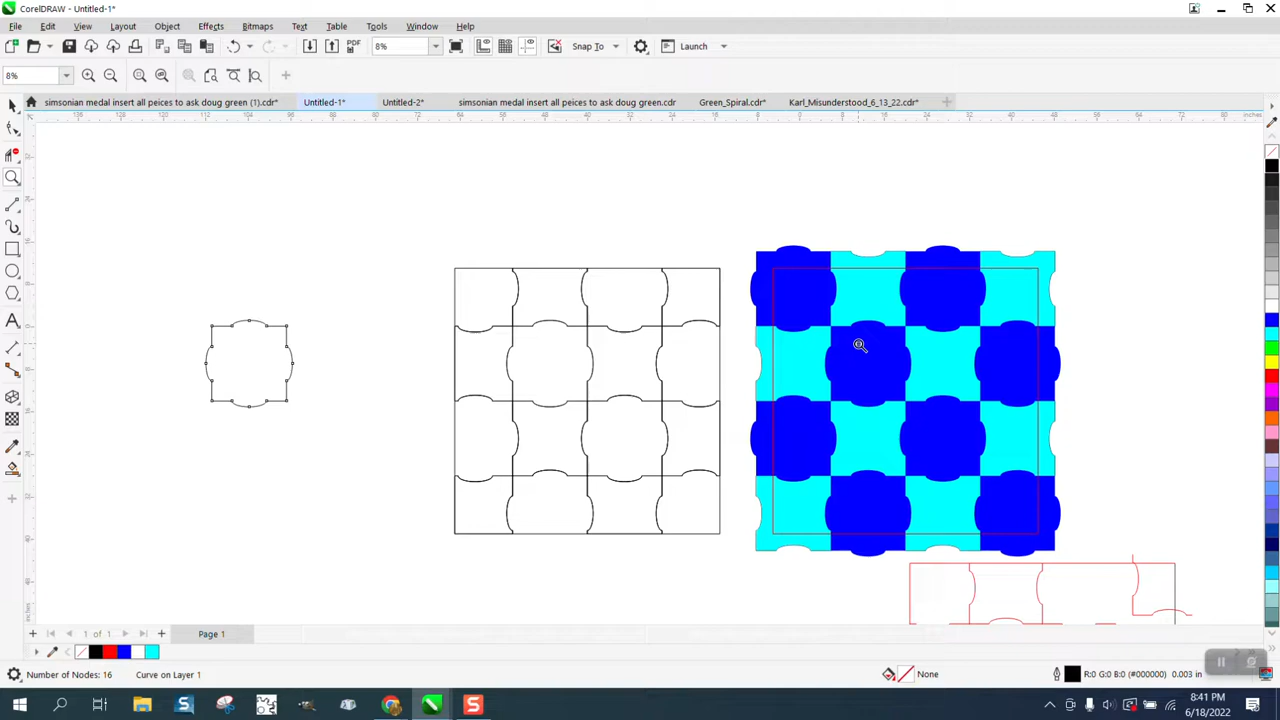 CorelDRAW - Untitled-1*
File Edit View Layout Object Effects Bitmaps Text Table Tools Window Help
PDF 8% Snap To Launch
8%
simsonian medal insert all peices to ask doug green (1).cdr* Untitled-1* Untitled-2* simsonian medal insert all peices to ask doug green.cdr Green_Spiral.cdr* Karl_Misunderstood_6_13_22.cdr*
inches
1 of 1 Page 1
Number of Nodes: 16 Curve on Layer 1 None R:0 G:0 B:0 (#000000) 0.003 in
8:41 PM
6/18/2022